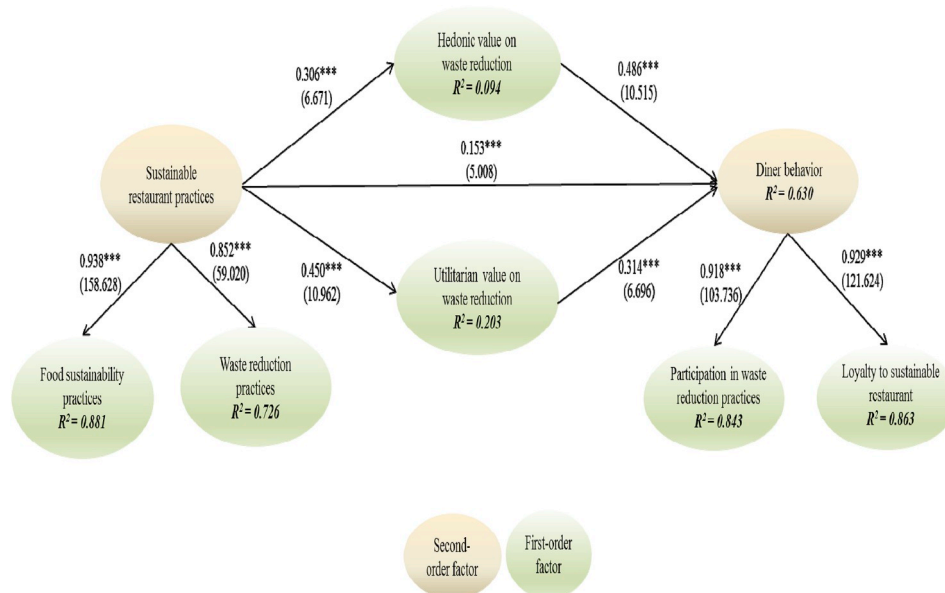 Hedonic value on
waste reduction
R² = 0.094
0.306***
(6.671)
0.486***
(10.515)
0.153***
(5.008)
Sustainable
restaurant practices
Diner behavior
R² = 0.630
0.938***
(158.628)
0.852***
(59.020)
0.450***
(10.962)
Utilitarian value on
waste reduction
R² = 0.203
0.314***
(6.696)
0.918***
(103.736)
0.929***
(121.624)
Food sustainability
practices
R² = 0.881
Waste reduction
practices
R² = 0.726
Participation in waste
reduction practices
R² = 0.843
Loyalty to sustainable
restaurant
R² = 0.863
Second-
order factor
First-order
factor